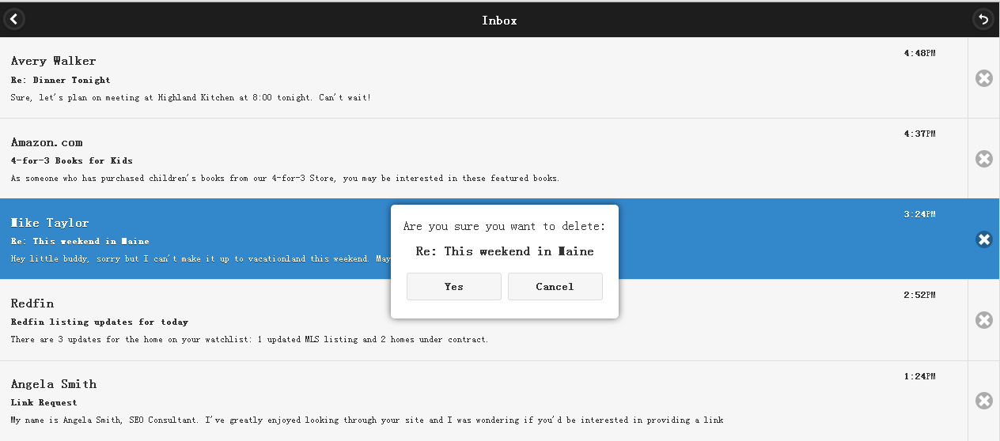 Inbox
Avery Walker
4:48PM
Re: Dinner Tonight
Sure, let's plan on meeting at Highland Kitchen at 8:00 tonight. Can't wait!
Amazon.com
4:37PM
4-for-3 Books for Kids
As someone who has purchased children's books from our 4-for-3 Store, you may be interested in these featured books.
Mike Taylor
3:24PM
Re: This weekend in Maine
Hey little buddy, sorry but I can't make it up to vacationland this weekend. May
Are you sure you want to delete:
Re: This weekend in Maine
Yes Cancel
Redfin
2:52PM
Redfin listing updates for today
There are 3 updates for the home on your watchlist: 1 updated MLS listing and 2 homes under contract.
Angela Smith
1:24PM
Link Request
My name is Angela Smith, SEO Consultant. I've greatly enjoyed looking through your site and I was wondering if you'd be interested in providing a link